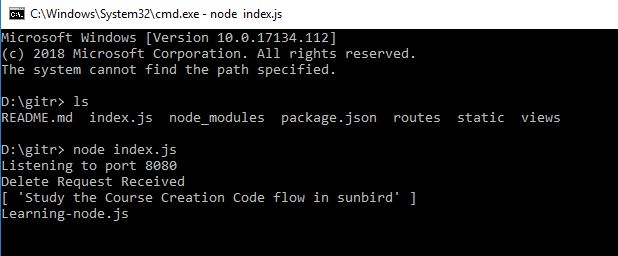 C:\Windows\System32\cmd.exe - node  index.js
Microsoft Windows [Version 10.0.17134.112]
(c) 2018 Microsoft Corporation. All rights reserved.
The system cannot find the path specified.
D:\gitr> ls
README.md  index.js  node_modules  package.json  routes  static  views
D:\gitr> node index.js
Listening to port 8080
Delete Request Received
[ 'Study the Course Creation Code flow in sunbird' ]
Learning-node.js